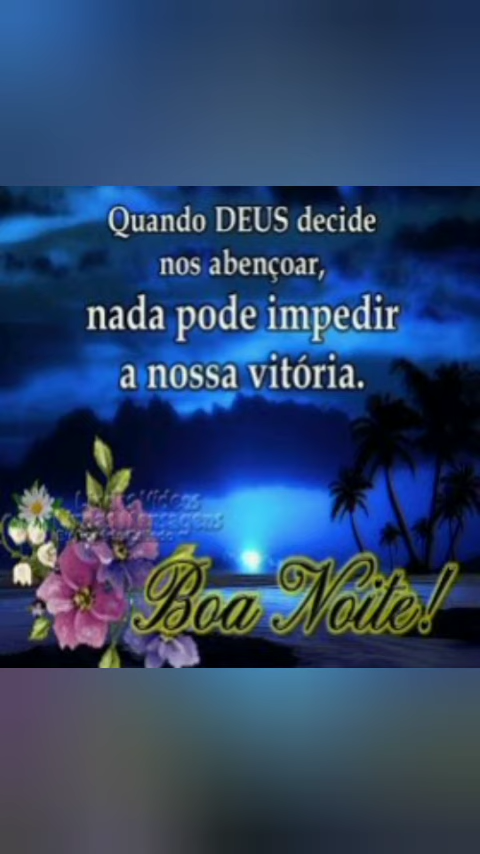 Quando DEUS decide
nos abençoar,
nada pode impedir
a nossa vitória.
Boa Noite!